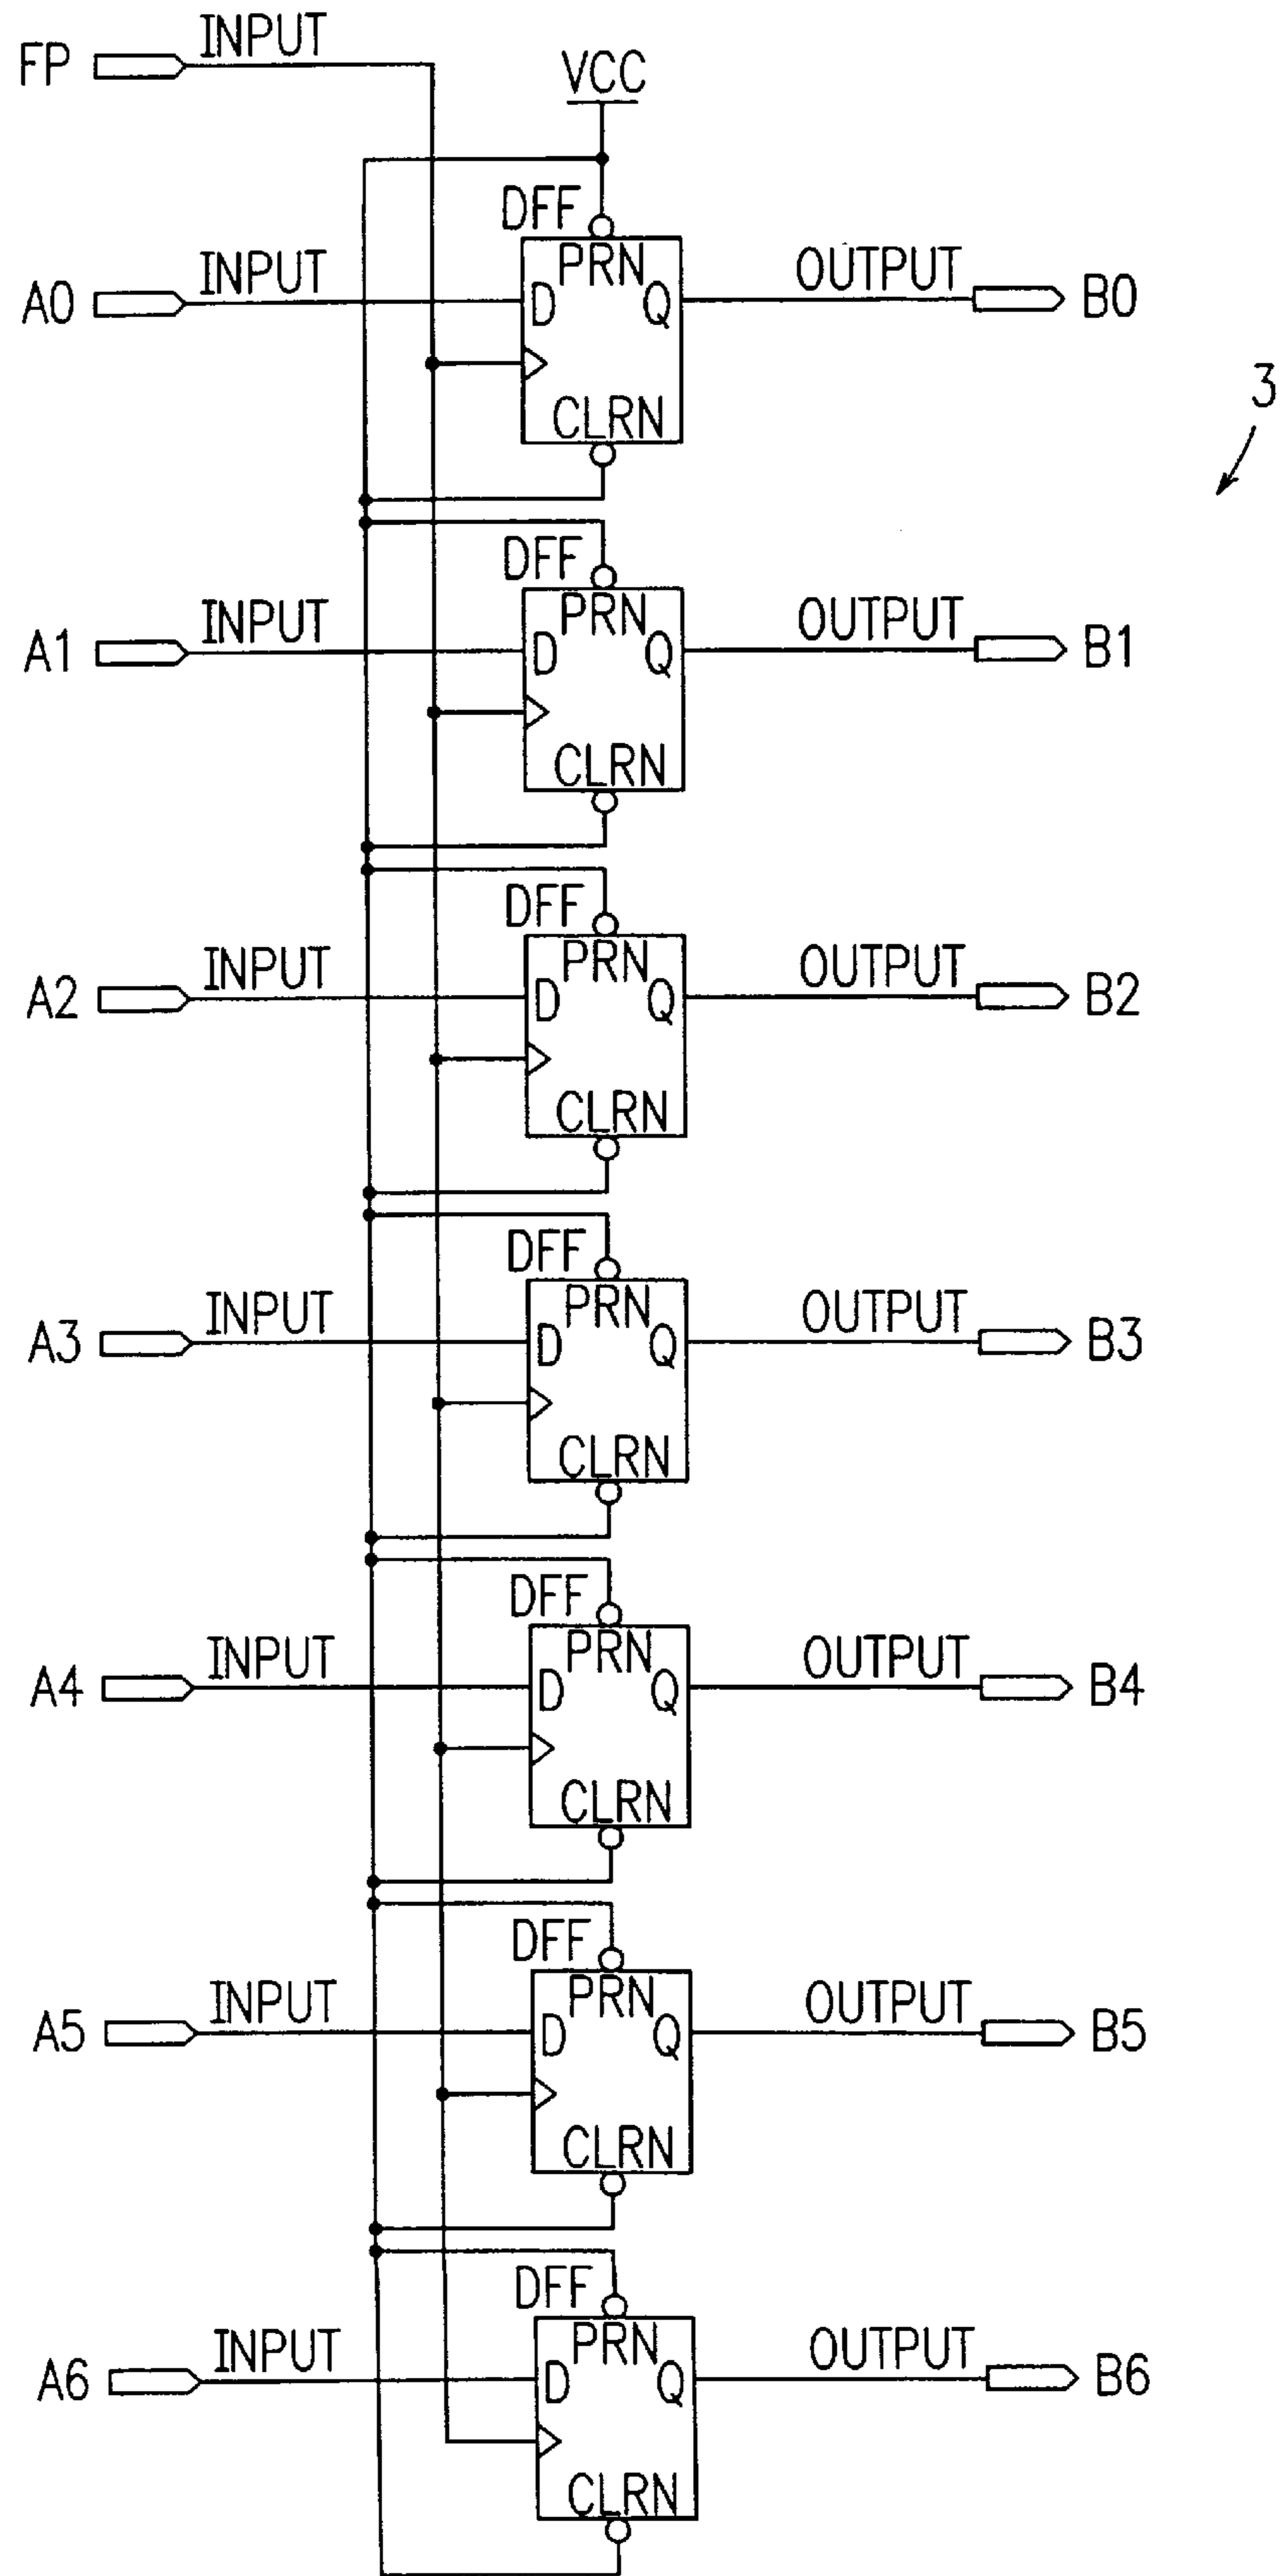 FP INPUT
VCC
DFF
A0 INPUT D PRN Q OUTPUT B0
CLRN
3
DFF
A1 INPUT D PRN Q OUTPUT B1
CLRN
DFF
A2 INPUT D PRN Q OUTPUT B2
CLRN
DFF
A3 INPUT D PRN Q OUTPUT B3
CLRN
DFF
A4 INPUT D PRN Q OUTPUT B4
CLRN
DFF
A5 INPUT D PRN Q OUTPUT B5
CLRN
DFF
A6 INPUT D PRN Q OUTPUT B6
CLRN